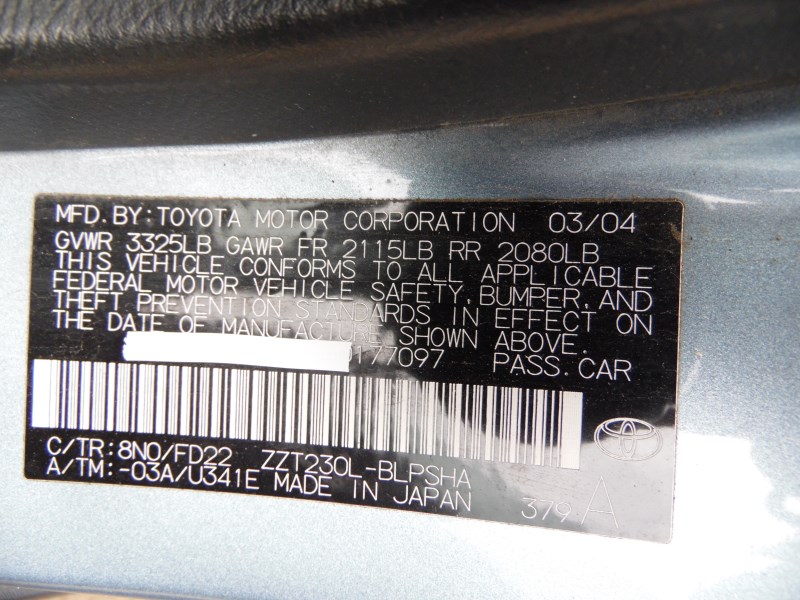 MFD. BY: TOYOTA MOTOR CORPORATION 03/04
GVWR 3325LB GAWR FR 2115LB RR 2080LB
THIS VEHICLE CONFORMS TO ALL APPLICABLE
FEDERAL MOTOR VEHICLE SAFETY, BUMPER, AND
THEFT PREVENTION STANDARDS IN EFFECT ON
THE DATE OF MANUFACTURE SHOWN ABOVE.
0177097 PASS. CAR
C/TR: 8N0/FD22 ZZT230L-BLPSHA
A/TM: -03A/U341E MADE IN JAPAN 379 A